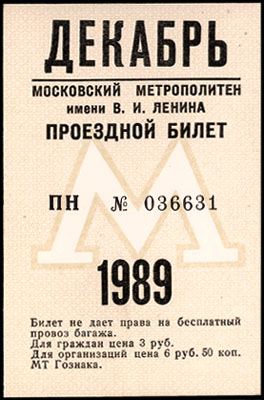 ДЕКАБРЬ
МОСКОВСКИЙ МЕТРОПОЛИТЕН
имени В. И. ЛЕНИНА
ПРОЕЗДНОЙ БИЛЕТ
М
ПН № 036631
1989
Билет не дает права на бесплатный
провоз багажа.
Для граждан цена 3 руб.
Для организаций цена 6 руб. 50 коп.
МТ Гознака.